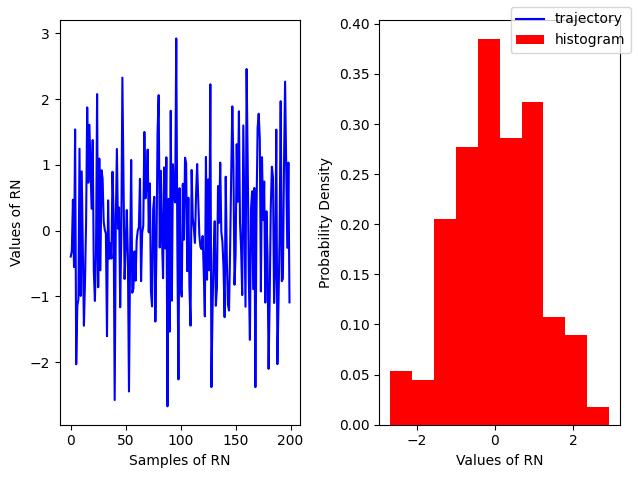 trajectory
histogram
3
2
1
0
−1
−2
Values of RN
0 50 100 150 200
Samples of RN
0.40
0.35
0.30
0.25
0.20
0.15
0.10
0.05
0.00
Probability Density
−2 0 2
Values of RN